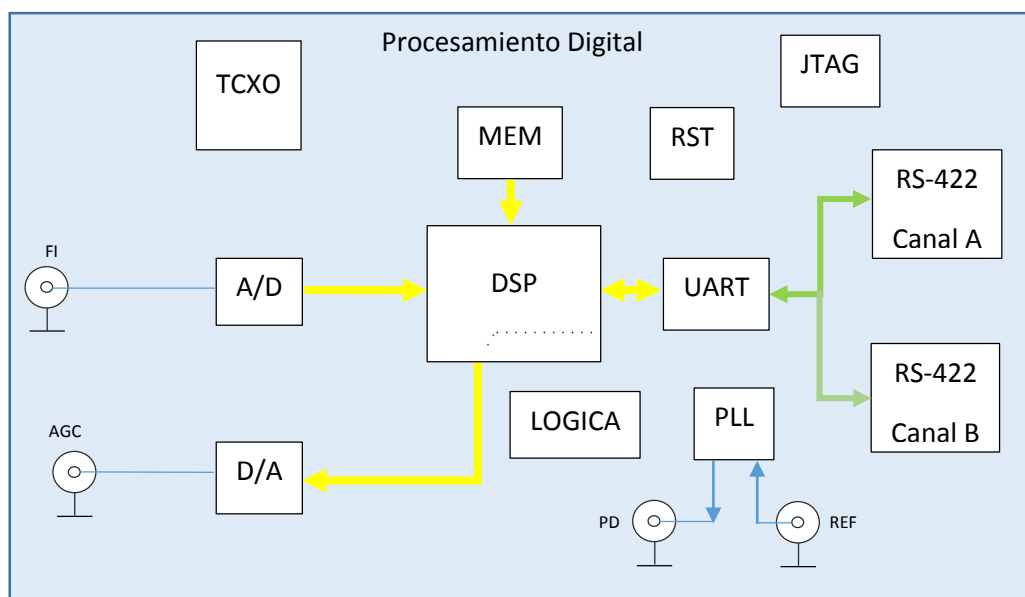 Procesamiento Digital
TCXO
JTAG
MEM
RST
RS-422
Canal A
FI
A/D
DSP
UART
RS-422
Canal B
AGC
D/A
LOGICA
PLL
PD
REF